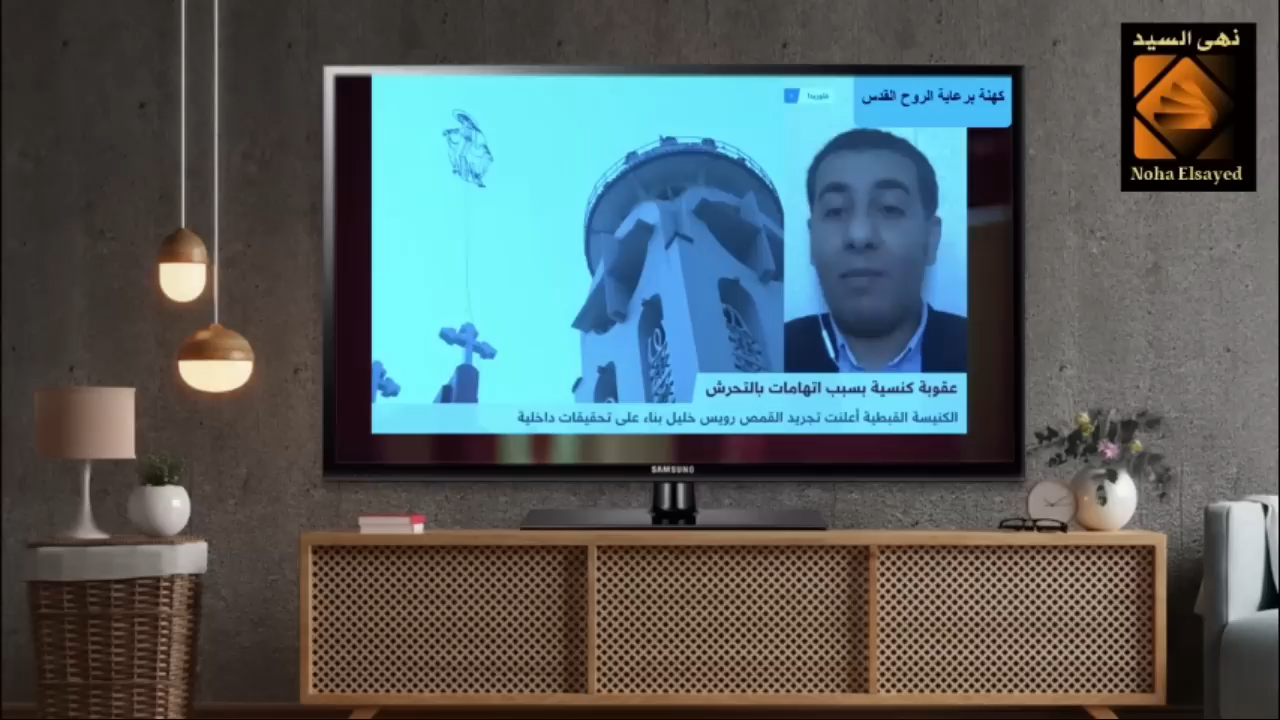 نهى السيد
Noha Elsayed
كهنة برعاية الروح القدس
فلوريدا
عقوبة كنسية بسبب اتهامات بالتحرش
الكنيسة القبطية أعلنت تجريد القمص رويس خليل بناء على تحقيقات داخلية
SAMSUNG